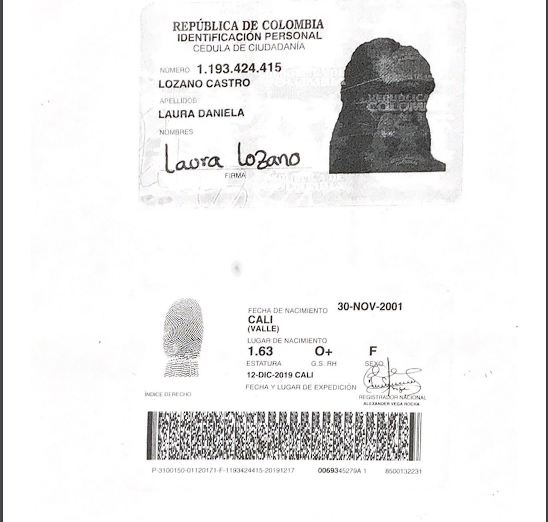 REPÚBLICA DE COLOMBIA
IDENTIFICACIÓN PERSONAL
CEDULA DE CIUDADANÍA
NUMERO 1.193.424.415
LOZANO CASTRO
APELLIDOS
LAURA DANIELA
NOMBRES
Laura Lozano
FIRMA
REPÚBLICA
COLOMBIA
FECHA DE NACIMIENTO 30-NOV-2001
CALI
(VALLE)
LUGAR DE NACIMIENTO
1.63 O+ F
ESTATURA G.S. RH SEXO
12-DIC-2019 CALI
FECHA Y LUGAR DE EXPEDICIÓN
REGISTRADOR NACIONAL
ALEXANDER VEGA ROCHA
INDICE DERECHO
P-3100150-01120171-F-1193424415-20191217 0069345279A 1 8500132231